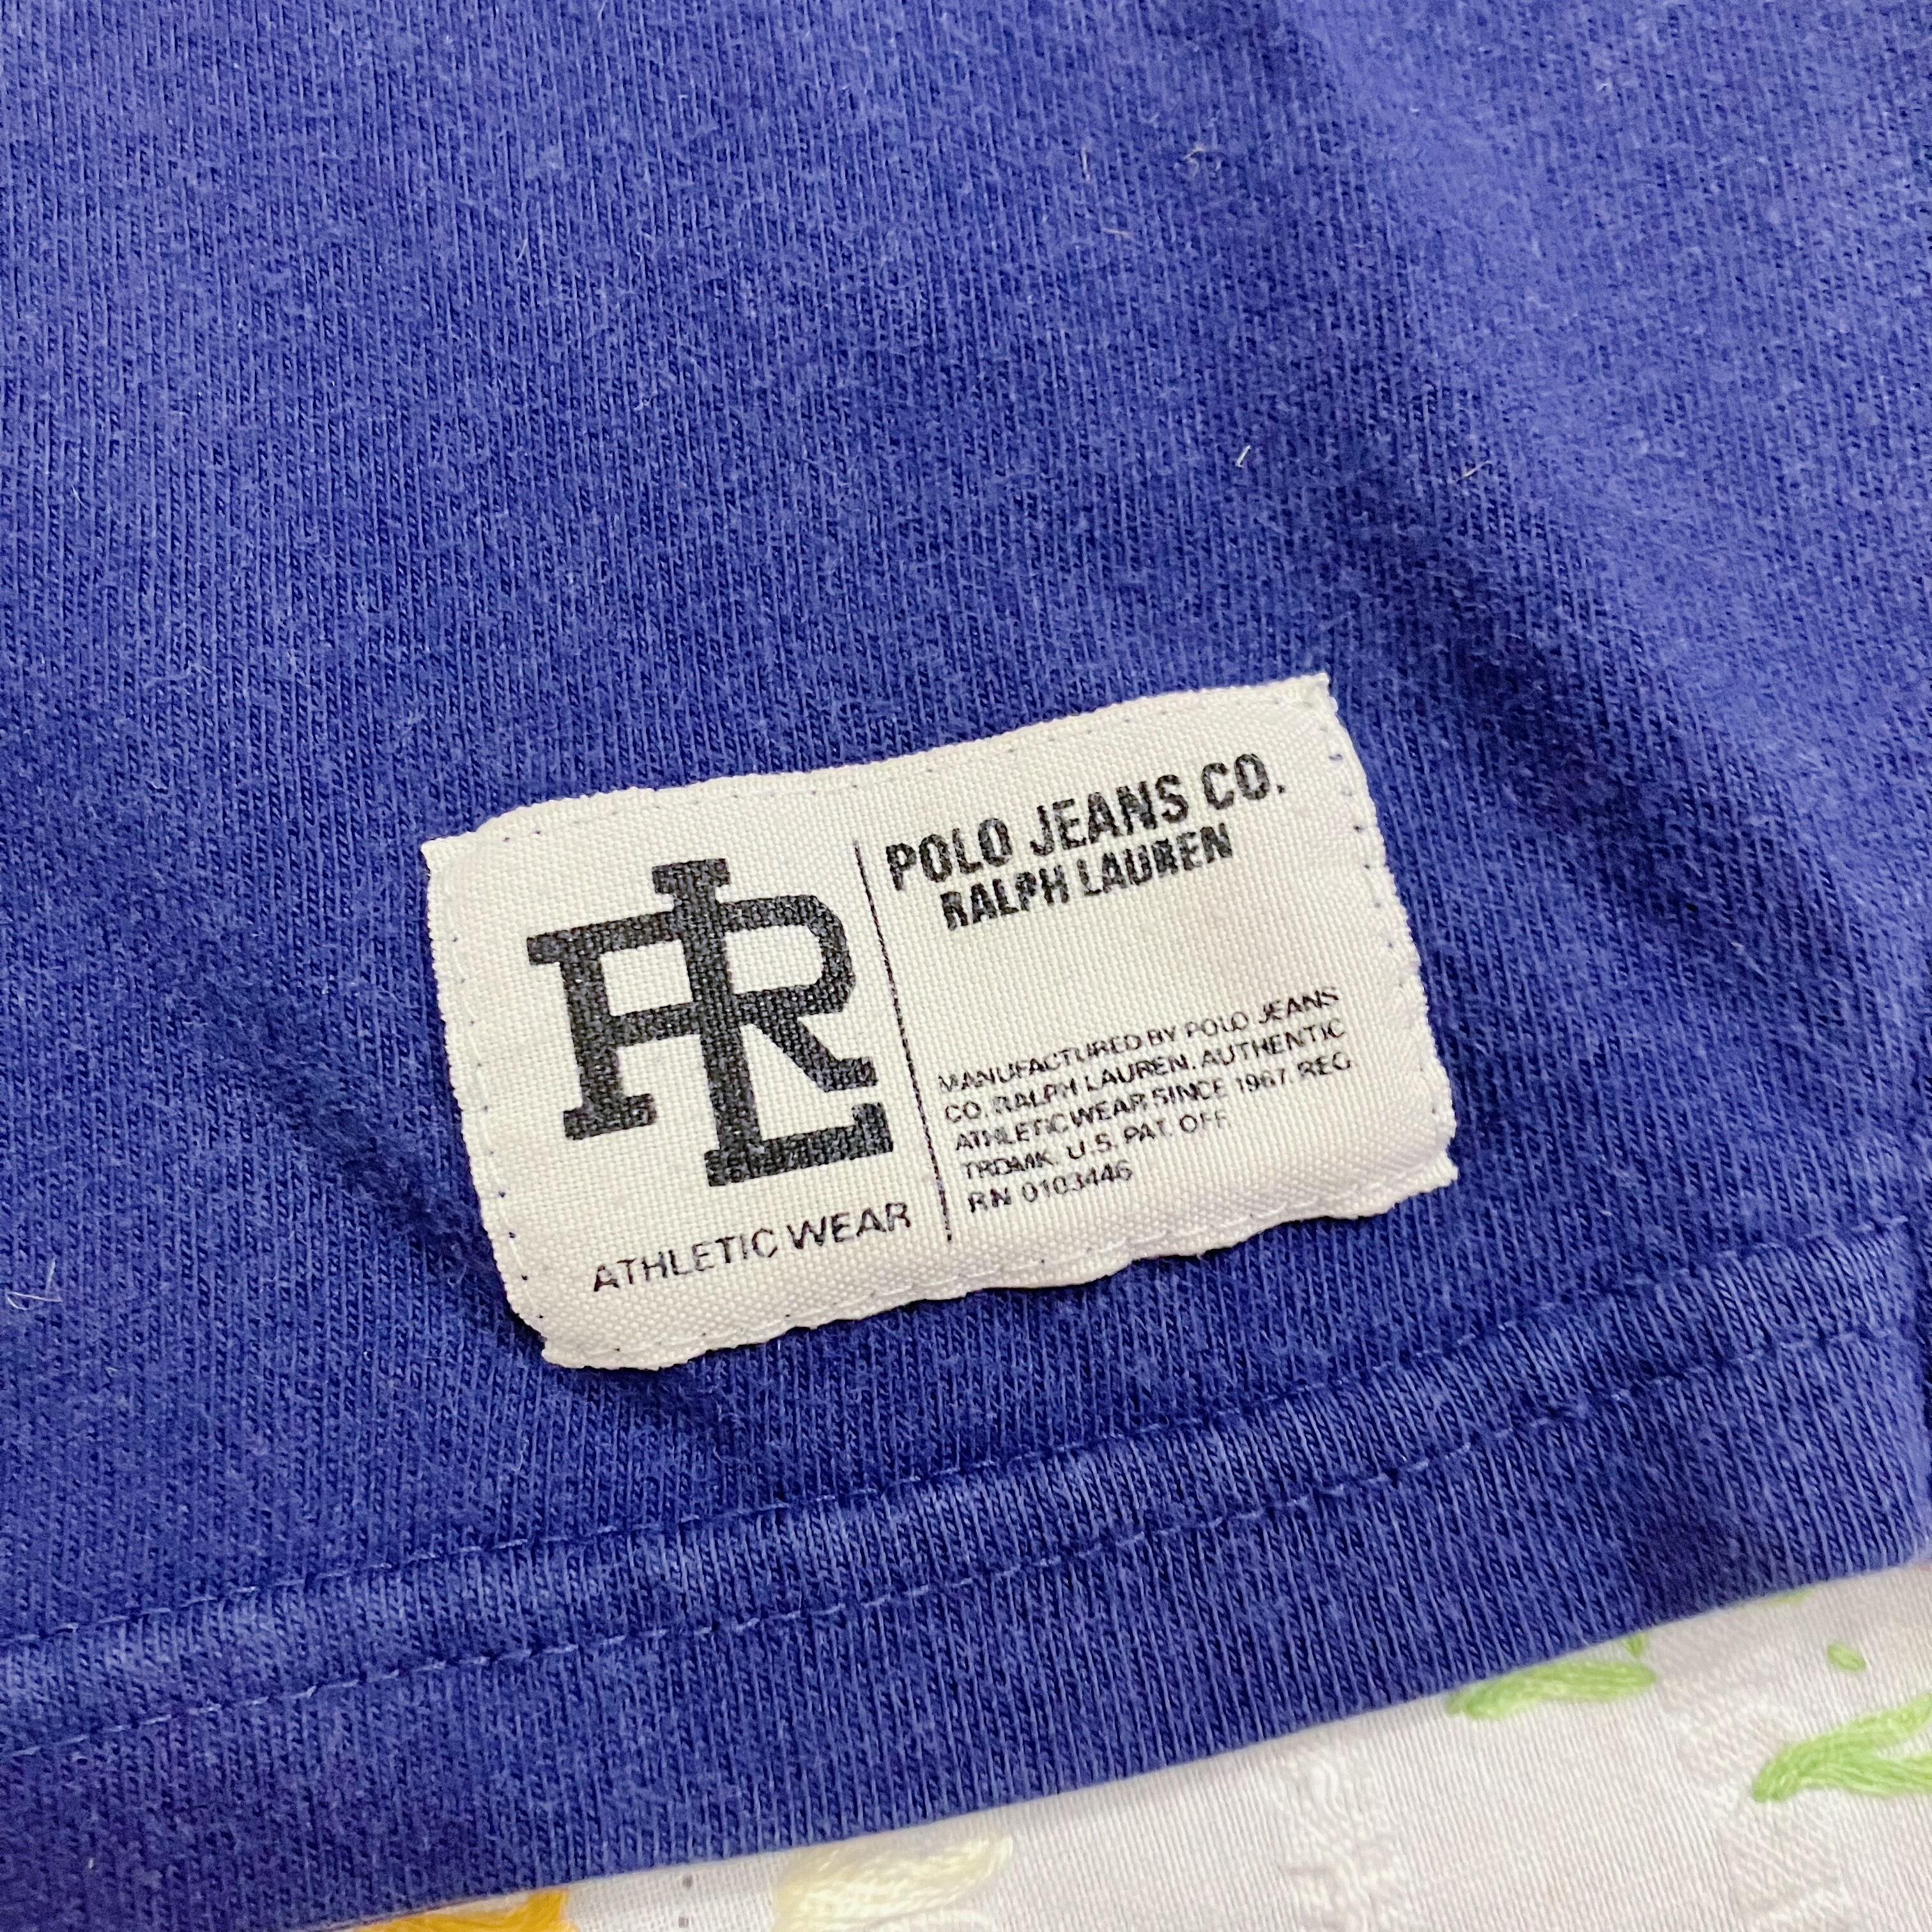 RL
ATHLETIC WEAR
POLO JEANS CO.
RALPH LAUREN
MANUFACTURED BY POLO JEANS
CO. RALPH LAUREN. AUTHENTIC
ATHLETIC WEAR SINCE 1967. REG
TRDMK. U.S. PAT. OFF.
RN 0103446